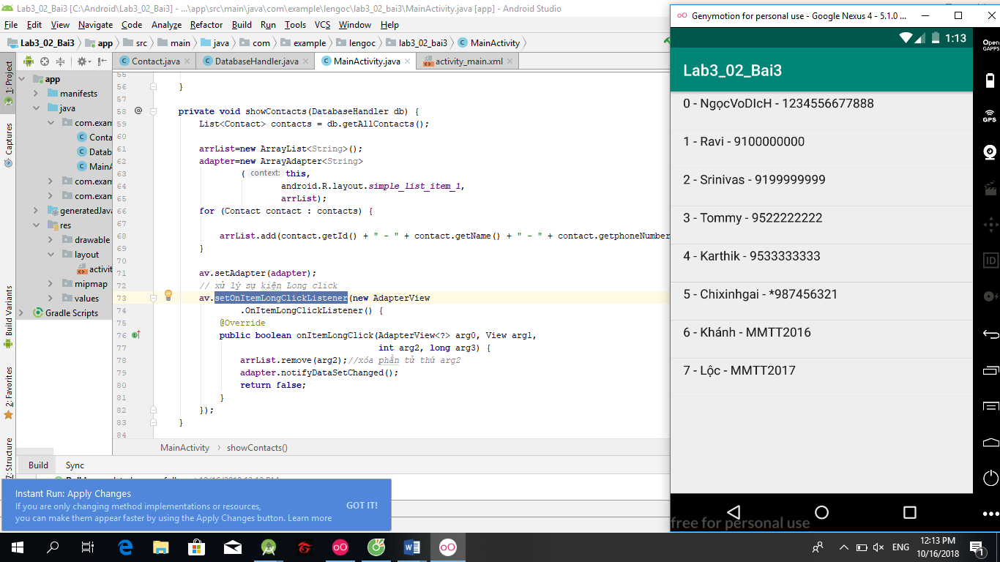 Lab3_02_Bai3 [C:\Android\Lab3_02_Bai3] - ...\app\src\main\java\com\example\lengoc\lab3_02_bai3\MainActivity.java [app] - Android Studio
File Edit View Navigate Code Analyze Refactor Build Run Tools VCS Window Help
Lab3_02_Bai3 app src main java com example lengoc lab3_02_bai3 MainActivity
Contact.java DatabaseHandler.java MainActivity.java activity_main.xml
1: Project
Captures
Build Variants
2: Favorites
7: Structure
app
manifests
java
com.exam
Conta
Datab
MainA
com.exam
com.exam
generatedJava
res
drawable
layout
activit
mipmap
values
Gradle Scripts
55
56 }
57
58 private void showContacts(DatabaseHandler db) {
59 List<Contact> contacts = db.getAllContacts();
60
61 arrList=new ArrayList<String>();
62 adapter=new ArrayAdapter<String>
63 ( context: this,
64 android.R.layout.simple_list_item_1,
65 arrList);
66 for (Contact contact : contacts) {
67
68 arrList.add(contact.getId() + " - " + contact.getName() + " - " + contact.getphoneNumber
69 }
70
71 av.setAdapter(adapter);
72 // xử lý sự kiện Long click
73 av.setOnItemLongClickListener(new AdapterView
74 .OnItemLongClickListener() {
75 @Override
76 public boolean onItemLongClick(AdapterView<?> arg0, View arg1,
77 int arg2, long arg3) {
78 arrList.remove(arg2);//xóa phần tử thứ arg2
79 adapter.notifyDataSetChanged();
80 return false;
81 }
82 });
83 }
84
MainActivity > showContacts()
Build Sync
Instant Run: Apply Changes
If you are only changing method implementations or resources,
you can make them appear faster by using the Apply Changes button. Learn more
GOT IT!
Genymotion for personal use - Google Nexus 4 - 5.1.0 ...
1:13
Lab3_02_Bai3
0 - NgọcVoDIcH - 1234556677888
1 - Ravi - 9100000000
2 - Srinivas - 9199999999
3 - Tommy - 9522222222
4 - Karthik - 9533333333
5 - Chixinhgai - *987456321
6 - Khánh - MMTT2016
7 - Lộc - MMTT2017
free for personal use
Open
GAPPS
GPS
ID
ENG
12:13 PM
10/16/2018
1